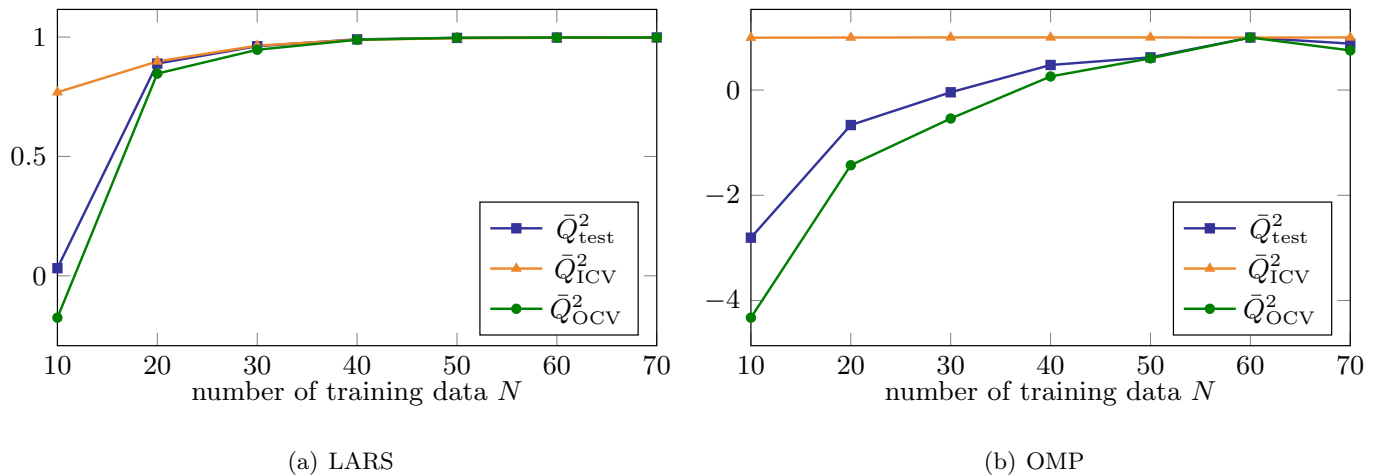 1
0.5
0
10 20 30 40 50 60 70
number of training data N
Q̄²test
Q̄²ICV
Q̄²OCV
(a) LARS
0
−2
−4
10 20 30 40 50 60 70
number of training data N
Q̄²test
Q̄²ICV
Q̄²OCV
(b) OMP